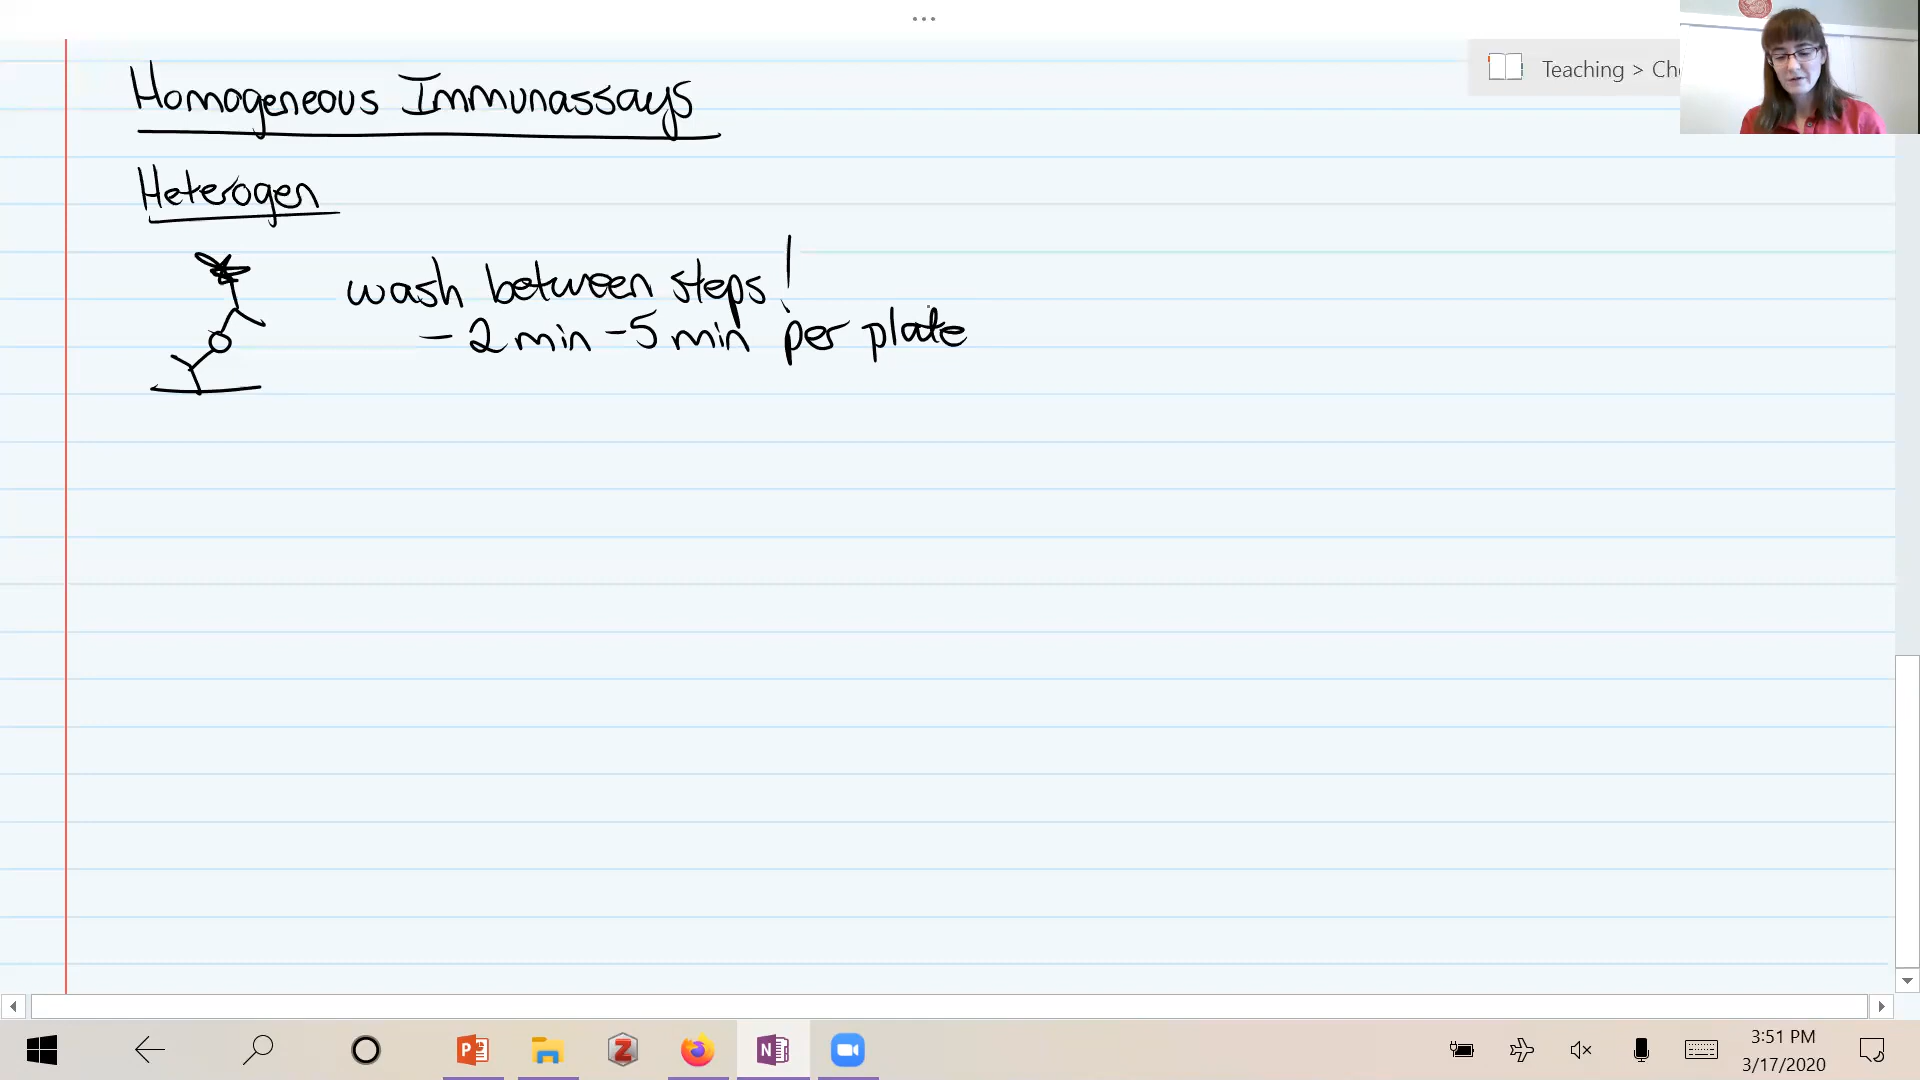 Homogeneous Immunassays
Teaching > Ch
Heterogen
wash between steps!
- 2 min - 5 min per plate
3:51 PM
3/17/2020